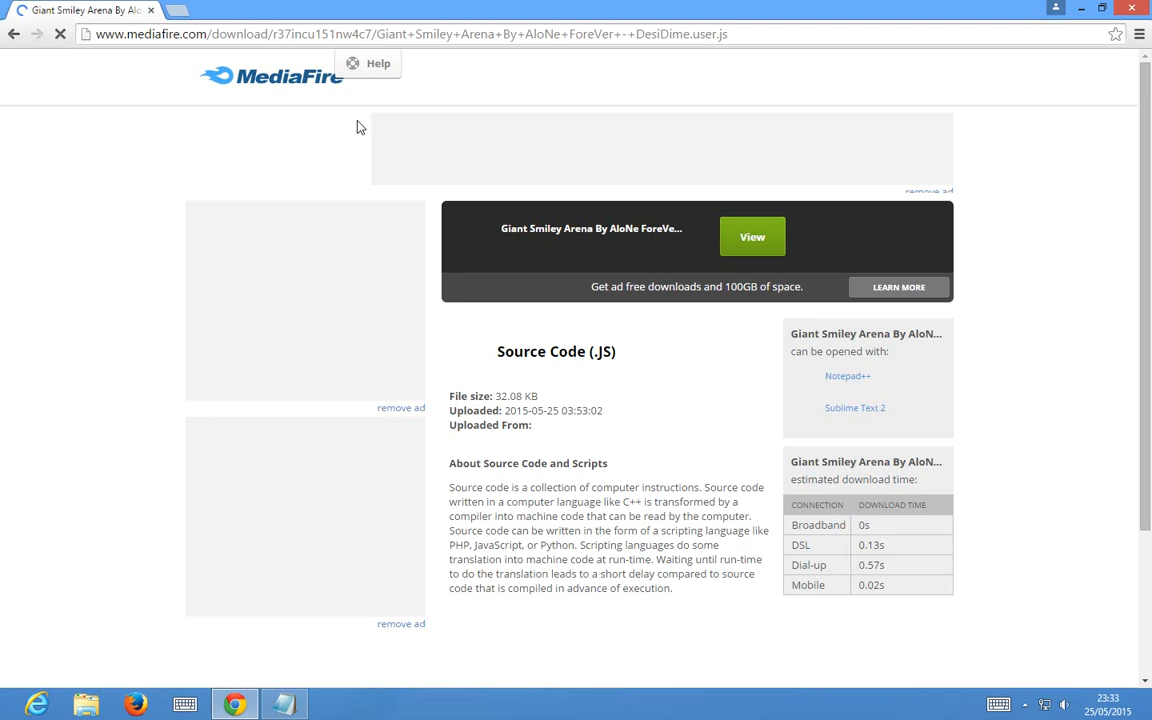 Giant Smiley Arena By Alo
www.mediafire.com/download/r37incu151nw4c7/Giant+Smiley+Arena+By+AloNe+ForeVer+-+DesiDime.user.js
MediaFire
Help
remove ad
Giant Smiley Arena By AloNe ForeVe...
View
Get ad free downloads and 100GB of space.
LEARN MORE
Source Code (.JS)
File size: 32.08 KB
Uploaded: 2015-05-25 03:53:02
Uploaded From:
About Source Code and Scripts
Source code is a collection of computer instructions. Source code
written in a computer language like C++ is transformed by a
compiler into machine code that can be read by the computer.
Source code can be written in the form of a scripting language like
PHP, JavaScript, or Python. Scripting languages do some
translation into machine code at run-time. Waiting until run-time
to do the translation leads to a short delay compared to source
code that is compiled in advance of execution.
Giant Smiley Arena By AloN...
can be opened with:
Notepad++
Sublime Text 2
Giant Smiley Arena By AloN...
estimated download time:
CONNECTION DOWNLOAD TIME
Broadband 0s
DSL 0.13s
Dial-up 0.57s
Mobile 0.02s
remove ad
remove ad
23:33
25/05/2015